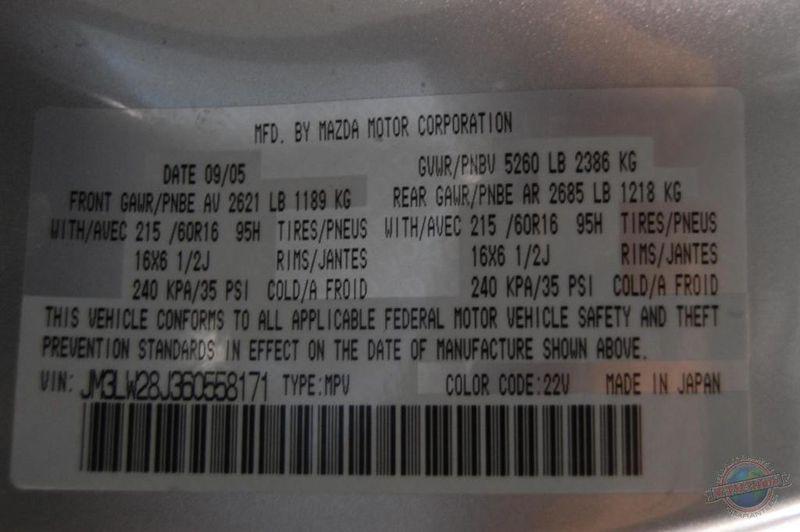 MFD. BY MAZDA MOTOR CORPORATION
DATE 09/05 GVWR/PNBV 5260 LB 2386 KG
FRONT GAWR/PNBE AV 2621 LB 1189 KG REAR GAWR/PNBE AR 2685 LB 1218 KG
WITH/AVEC 215 /60R16 95H TIRES/PNEUS WITH/AVEC 215 /60R16 95H TIRES/PNEUS
16X6 1/2J RIMS/JANTES 16X6 1/2J RIMS/JANTES
240 KPA/35 PSI COLD/A FROID 240 KPA/35 PSI COLD/A FROID
THIS VEHICLE CONFORMS TO ALL APPLICABLE FEDERAL MOTOR VEHICLE SAFETY AND THEFT
PREVENTION STANDARDS IN EFFECT ON THE DATE OF MANUFACTURE SHOWN ABOVE.
VIN: JM3LW28J360558171 TYPE:MPV COLOR CODE:22V MADE IN JAPAN